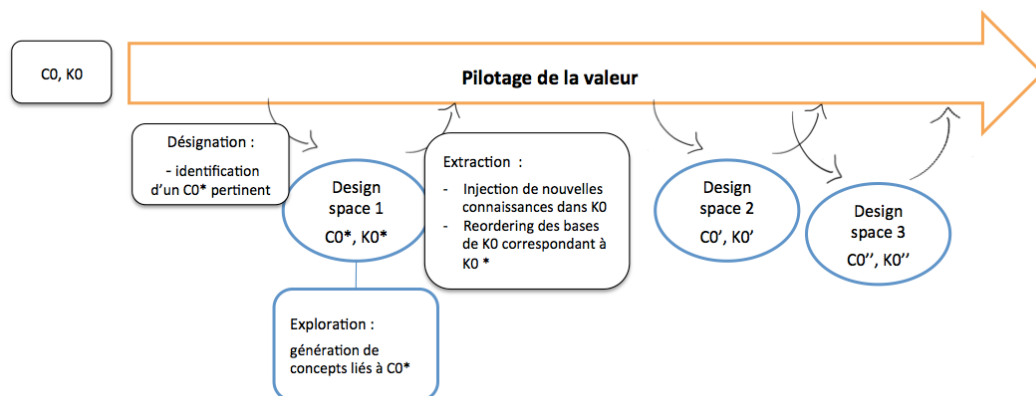 C0, K0
Pilotage de la valeur
Désignation :
- identification
d'un C0* pertinent
Design
space 1
C0*, K0*
Extraction :
- Injection de nouvelles
connaissances dans K0
- Reordering des bases
de K0 correspondant à
K0 *
Design
space 2
C0', K0'
Design
space 3
C0'', K0''
Exploration :
génération de
concepts liés à C0*